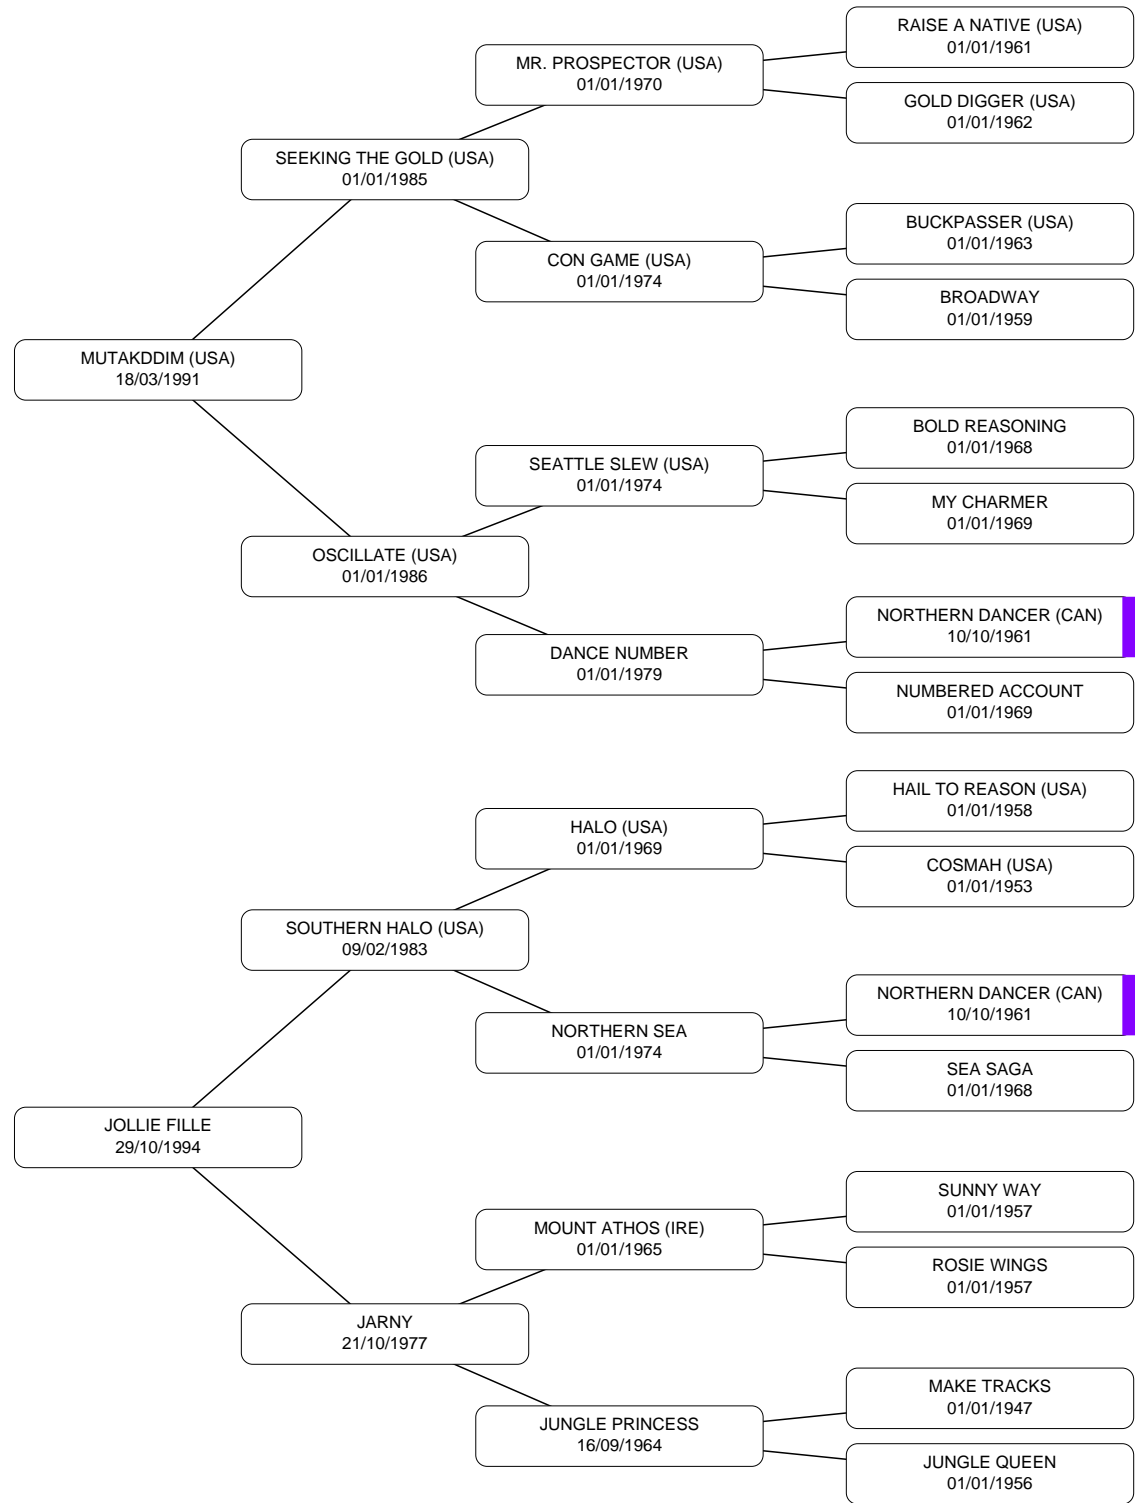 RAISE A NATIVE (USA)
01/01/1961
MR. PROSPECTOR (USA)
01/01/1970
GOLD DIGGER (USA)
01/01/1962
SEEKING THE GOLD (USA)
01/01/1985
BUCKPASSER (USA)
01/01/1963
CON GAME (USA)
01/01/1974
BROADWAY
01/01/1959
MUTAKDDIM (USA)
18/03/1991
BOLD REASONING
01/01/1968
SEATTLE SLEW (USA)
01/01/1974
MY CHARMER
01/01/1969
OSCILLATE (USA)
01/01/1986
NORTHERN DANCER (CAN)
10/10/1961
DANCE NUMBER
01/01/1979
NUMBERED ACCOUNT
01/01/1969
HAIL TO REASON (USA)
01/01/1958
HALO (USA)
01/01/1969
COSMAH (USA)
01/01/1953
SOUTHERN HALO (USA)
09/02/1983
NORTHERN DANCER (CAN)
10/10/1961
NORTHERN SEA
01/01/1974
SEA SAGA
01/01/1968
JOLLIE FILLE
29/10/1994
SUNNY WAY
01/01/1957
MOUNT ATHOS (IRE)
01/01/1965
ROSIE WINGS
01/01/1957
JARNY
21/10/1977
MAKE TRACKS
01/01/1947
JUNGLE PRINCESS
16/09/1964
JUNGLE QUEEN
01/01/1956